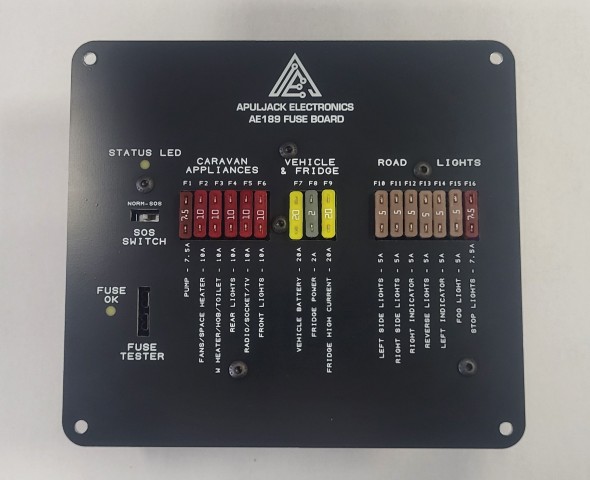 APULJACK ELECTRONICS
AE189 FUSE BOARD
STATUS LED
CARAVAN
APPLIANCES
VEHICLE
& FRIDGE
ROAD LIGHTS
F1 F2 F3 F4 F5 F6
F7 F8 F9
F10 F11 F12 F13 F14 F15 F16
7.5 10 10 10 10 10
20 2 20
5 5 5 5 5 5 7.5
NORM-SOS
SOS
SWITCH
FUSE
OK
FUSE
TESTER
PUMP - 7.5A
FANS/SPACE HEATER - 10A
W HEATER/HOB/TOILET - 10A
REAR LIGHTS - 10A
RADIO/SOCKET/TV - 10A
FRONT LIGHTS - 10A
VEHICLE BATTERY - 20A
FRIDGE POWER - 2A
FRIDGE HIGH CURRENT - 20A
LEFT SIDE LIGHTS - 5A
RIGHT SIDE LIGHTS - 5A
RIGHT INDICATOR - 5A
REVERSE LIGHTS - 5A
LEFT INDICATOR - 5A
FOG LIGHT - 5A
STOP LIGHTS - 7.5A